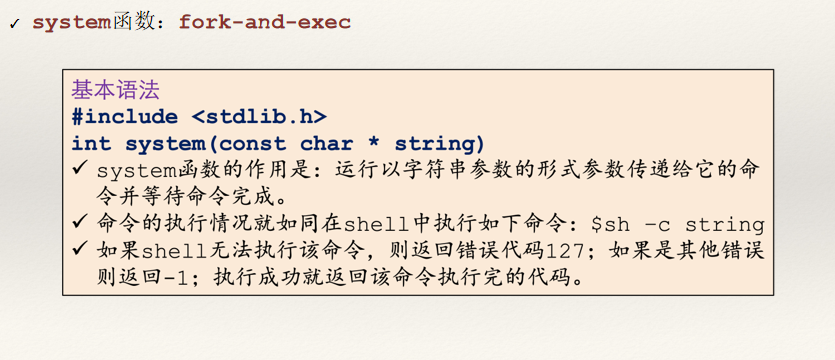 ✓ system函数：fork-and-exec
基本语法
#include <stdlib.h>
int system(const char * string)
✓ system函数的作用是：运行以字符串参数的形式参数传递给它的命
令并等待命令完成。
✓ 命令的执行情况就如同在shell中执行如下命令：$sh –c string
✓ 如果shell无法执行该命令，则返回错误代码127；如果是其他错误
则返回-1；执行成功就返回该命令执行完的代码。